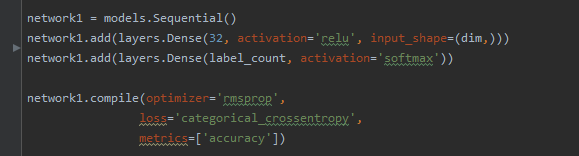 network1 = models.Sequential()
network1.add(layers.Dense(32, activation='relu', input_shape=(dim,)))
network1.add(layers.Dense(label_count, activation='softmax'))
network1.compile(optimizer='rmsprop',
loss='categorical_crossentropy',
metrics=['accuracy'])